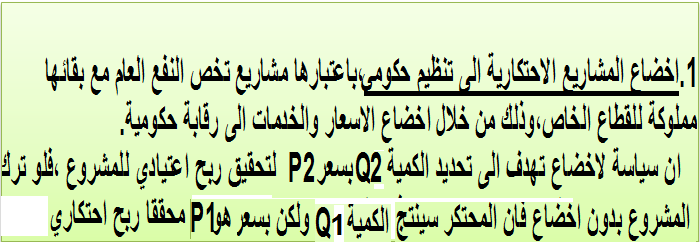 1.اخضاع المشاريع الاحتكارية الى تنظيم حكومي،باعتبارها مشاريع تخص النفع العام مع بقائها
مملوكة للقطاع الخاص،وذلك من خلال اخضاع الاسعار والخدمات الى رقابة حكومية.
ان سياسة لاخضاع تهدف الى تحديد الكمية Q2 بسعر P2 لتحقيق ربح اعتيادي للمشروع ،فلو ترك
المشروع بدون اخضاع فان المحتكر سينتج الكمية Q1 ولكن بسعر هو P1 محققا ربح احتكاري